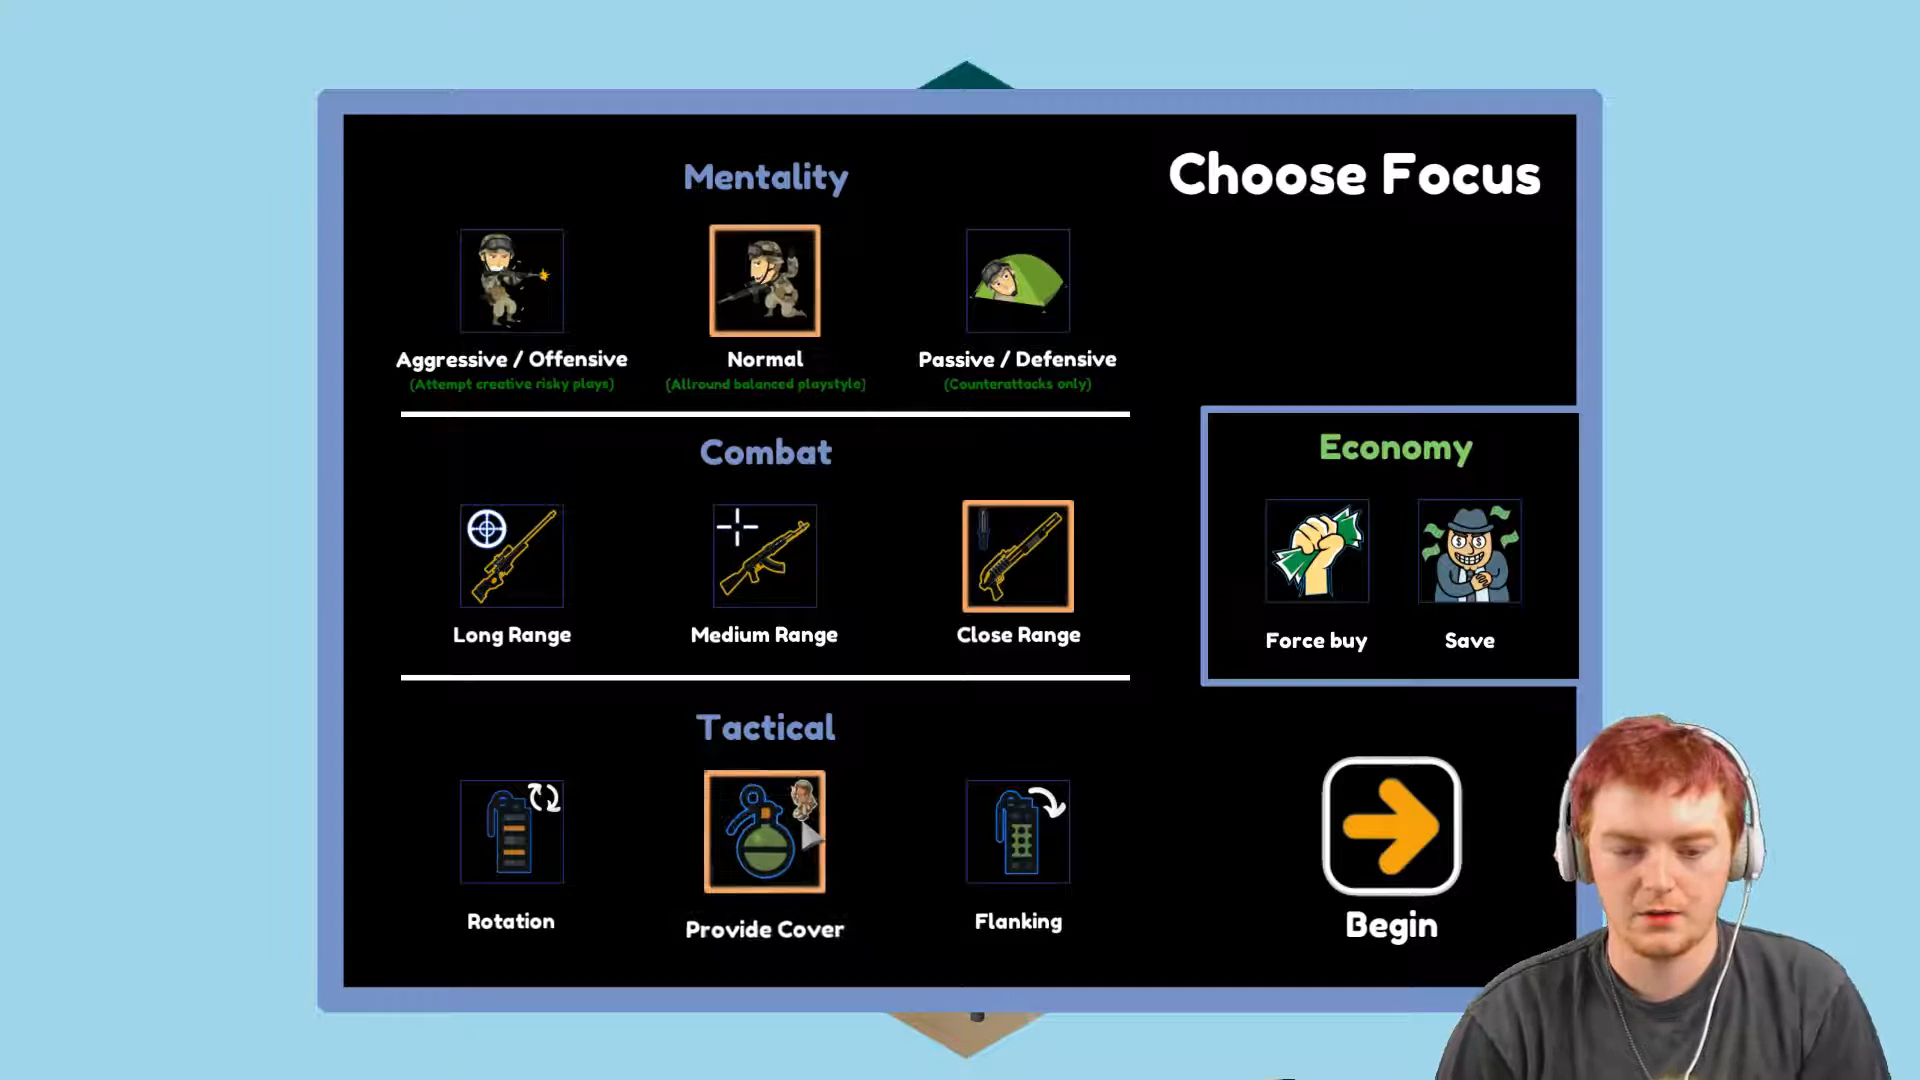 Choose Focus
Mentality
Aggressive / Offensive
(Attempt creative risky plays)
Normal
(Allround balanced playstyle)
Passive / Defensive
(Counterattacks only)
Combat
Long Range
Medium Range
Close Range
Economy
Force buy
Save
Tactical
Rotation
Provide Cover
Flanking
Begin